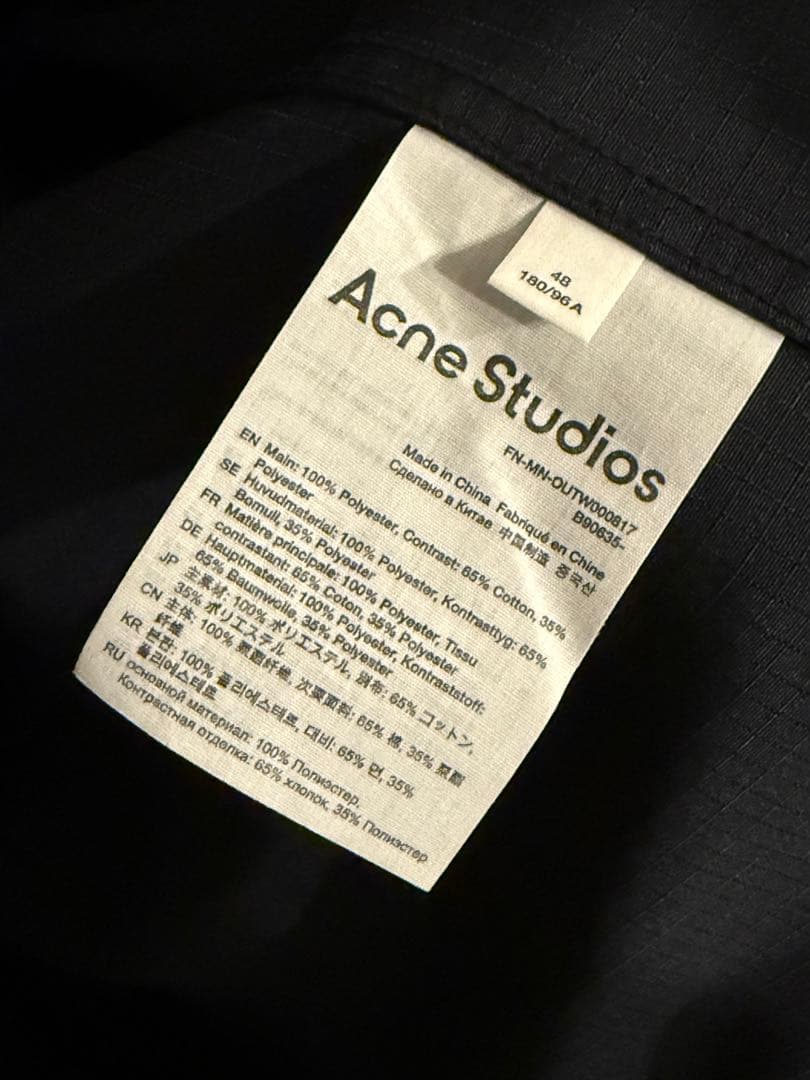 48
180/96A
Acne Studios
FN-MN-OUTW000817
B90635-
Made in China Fabriqué en Chine
Сделано в Китае 中国制造 중국산
EN Main: 100% Polyester, Contrast: 65% Cotton, 35%
Polyester
SE Huvudmaterial: 100% Polyester, Kontrasttyg: 65%
Bomull, 35% Polyester
FR Matière principale: 100% Polyester, Tissu
contrastant: 65% Coton, 35% Polyester
DE Hauptmaterial: 100% Polyester, Kontraststoff:
65% Baumwolle, 35% Polyester
JP 主素材: 100% ポリエステル, 別布: 65% コットン,
35% ポリエステル
CN 主体: 100% 聚酯纤维, 次要面料: 65% 棉, 35% 聚酯
纤维
KR 본판: 100% 폴리에스테르, 대비: 65% 면, 35%
폴리에스테르
RU основной материал: 100% Полиэстер,
Контрастная отделка: 65% хлопок, 35% Полиэстер